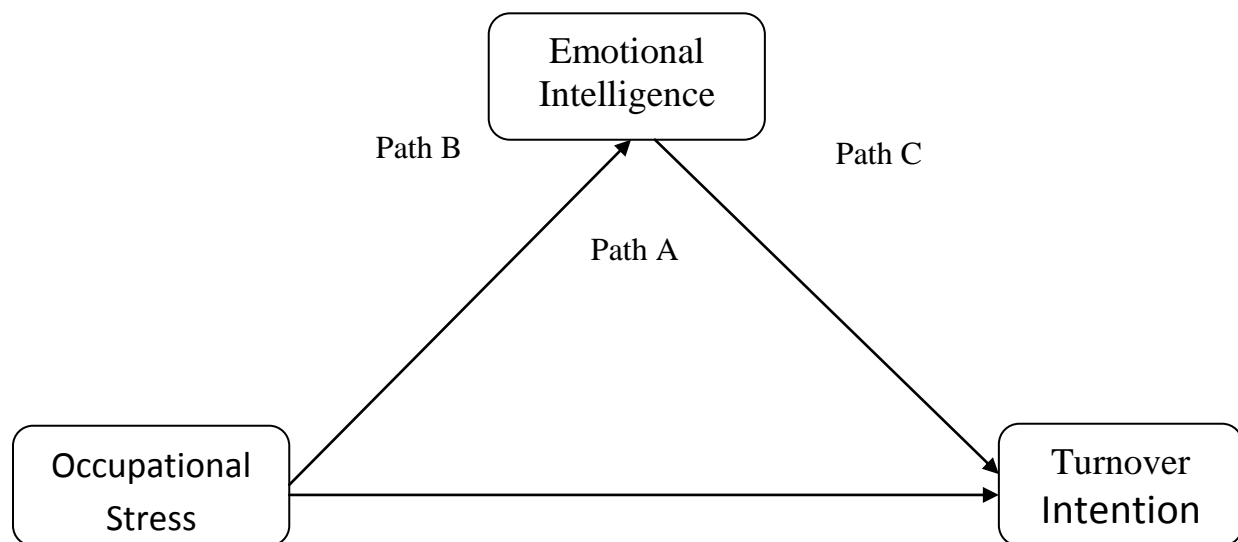 Emotional
Intelligence
Path B
Path C
Path A
Occupational
Stress
Turnover
Intention